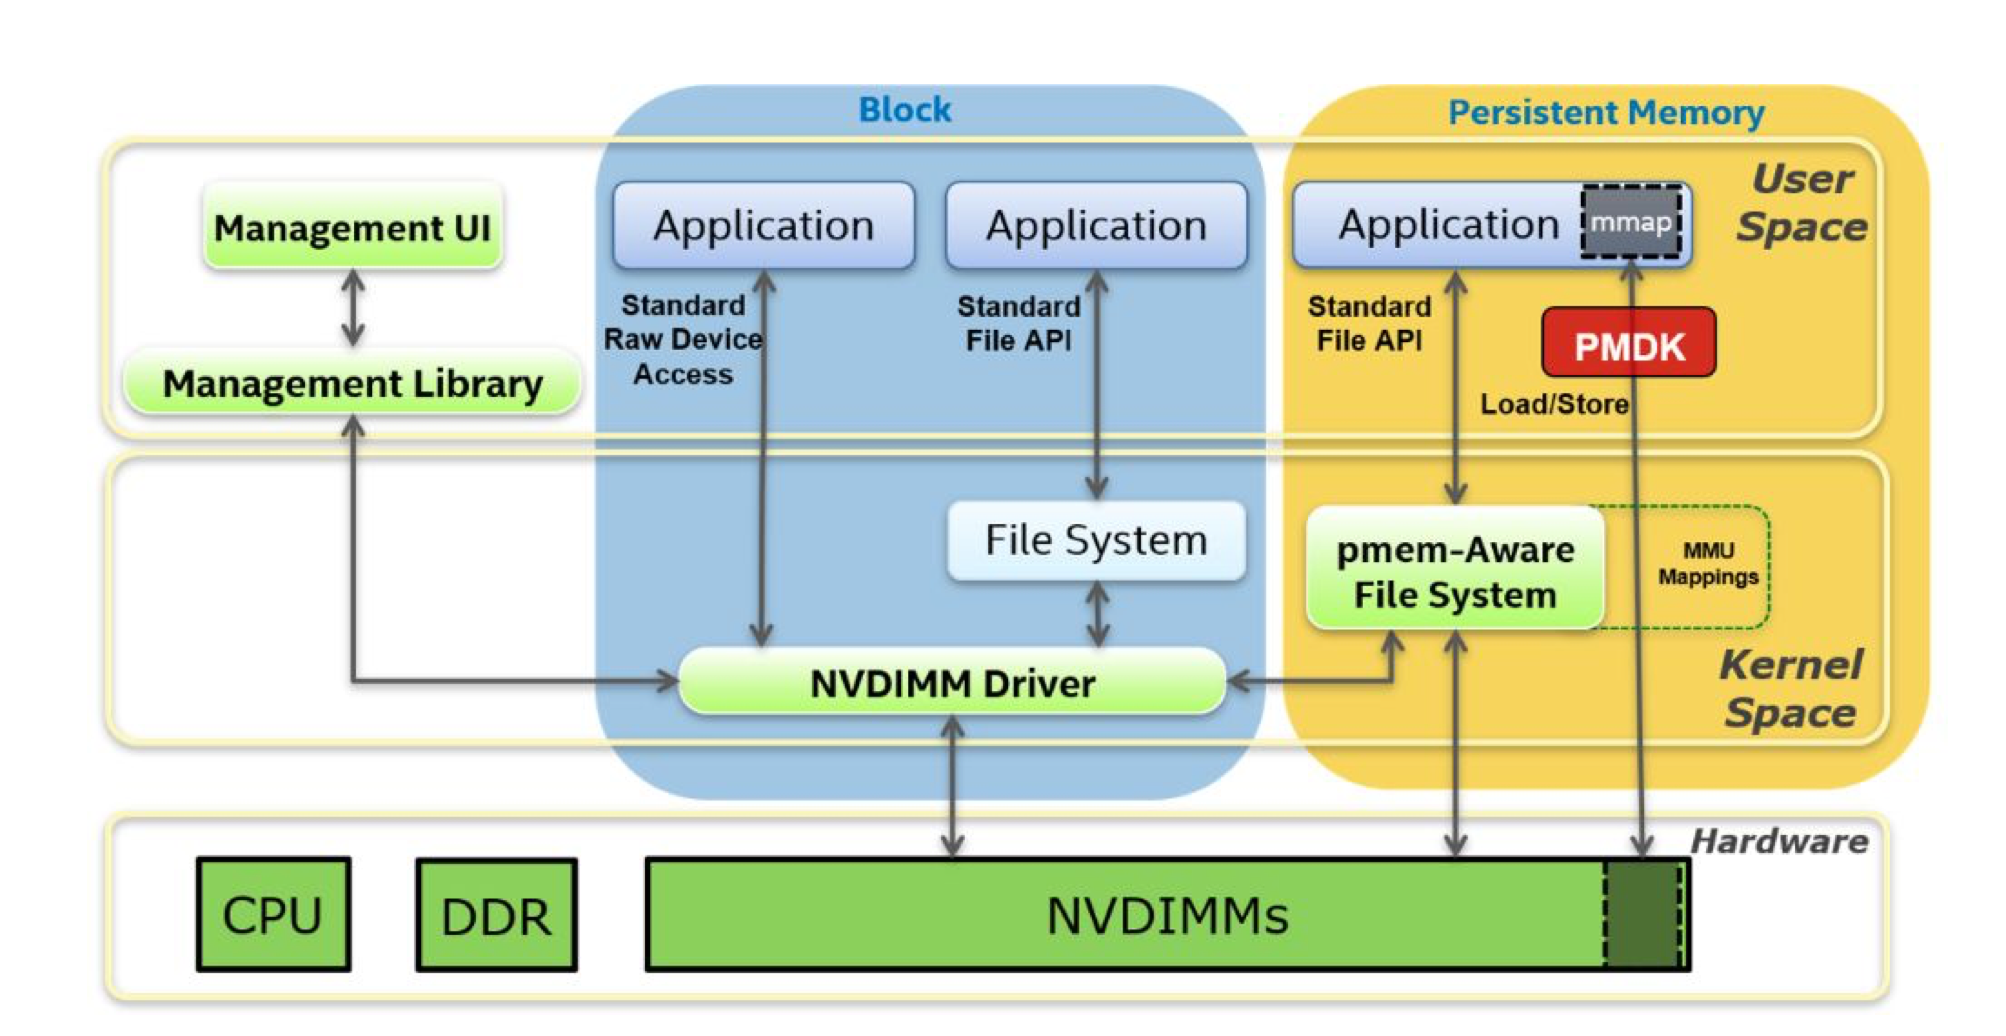 Block
Persistent Memory
User
Space
Management UI
Application
Application
Application
mmap
Standard
Raw Device
Access
Standard
File API
Standard
File API
PMDK
Load/Store
Management Library
File System
pmem-Aware
File System
MMU
Mappings
NVDIMM Driver
Kernel
Space
Hardware
CPU
DDR
NVDIMMs